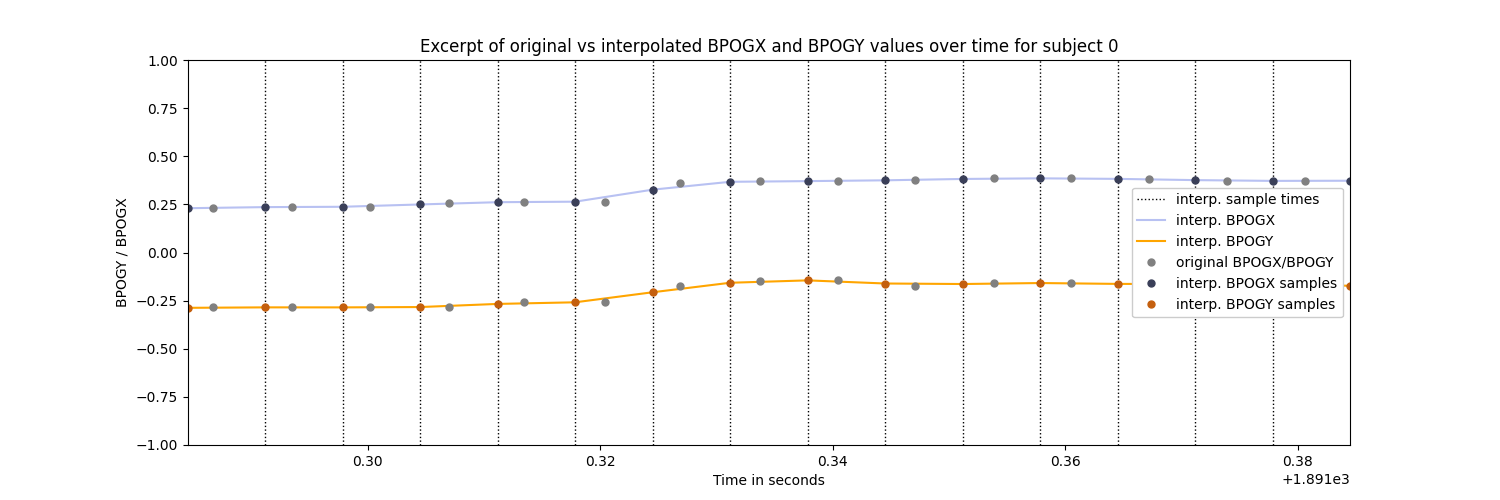 Excerpt of original vs interpolated BPOGX and BPOGY values over time for subject 0
BPOGY / BPOGX
1.00
0.75
0.50
0.25
0.00
−0.25
−0.50
−0.75
−1.00
interp. sample times
interp. BPOGX
interp. BPOGY
original BPOGX/BPOGY
interp. BPOGX samples
interp. BPOGY samples
0.30 0.32 0.34 0.36 0.38
+1.891e3
Time in seconds